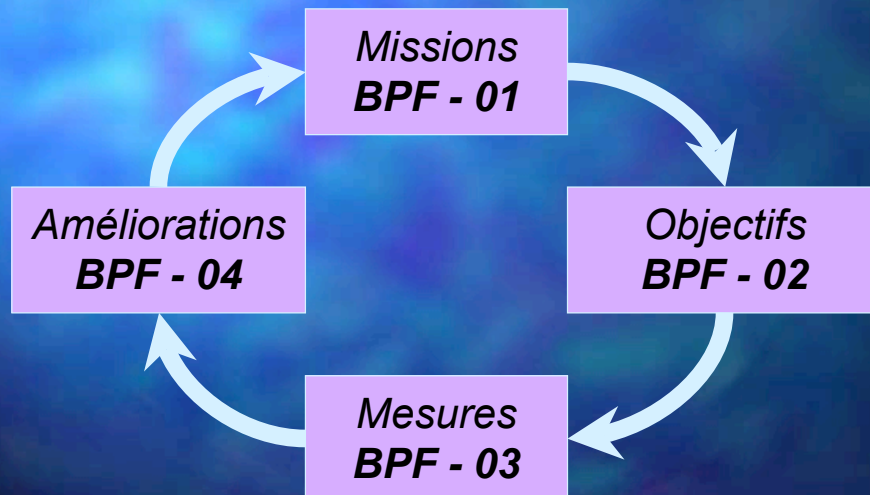 Missions
BPF - 01
Objectifs
BPF - 02
Mesures
BPF - 03
Améliorations
BPF - 04